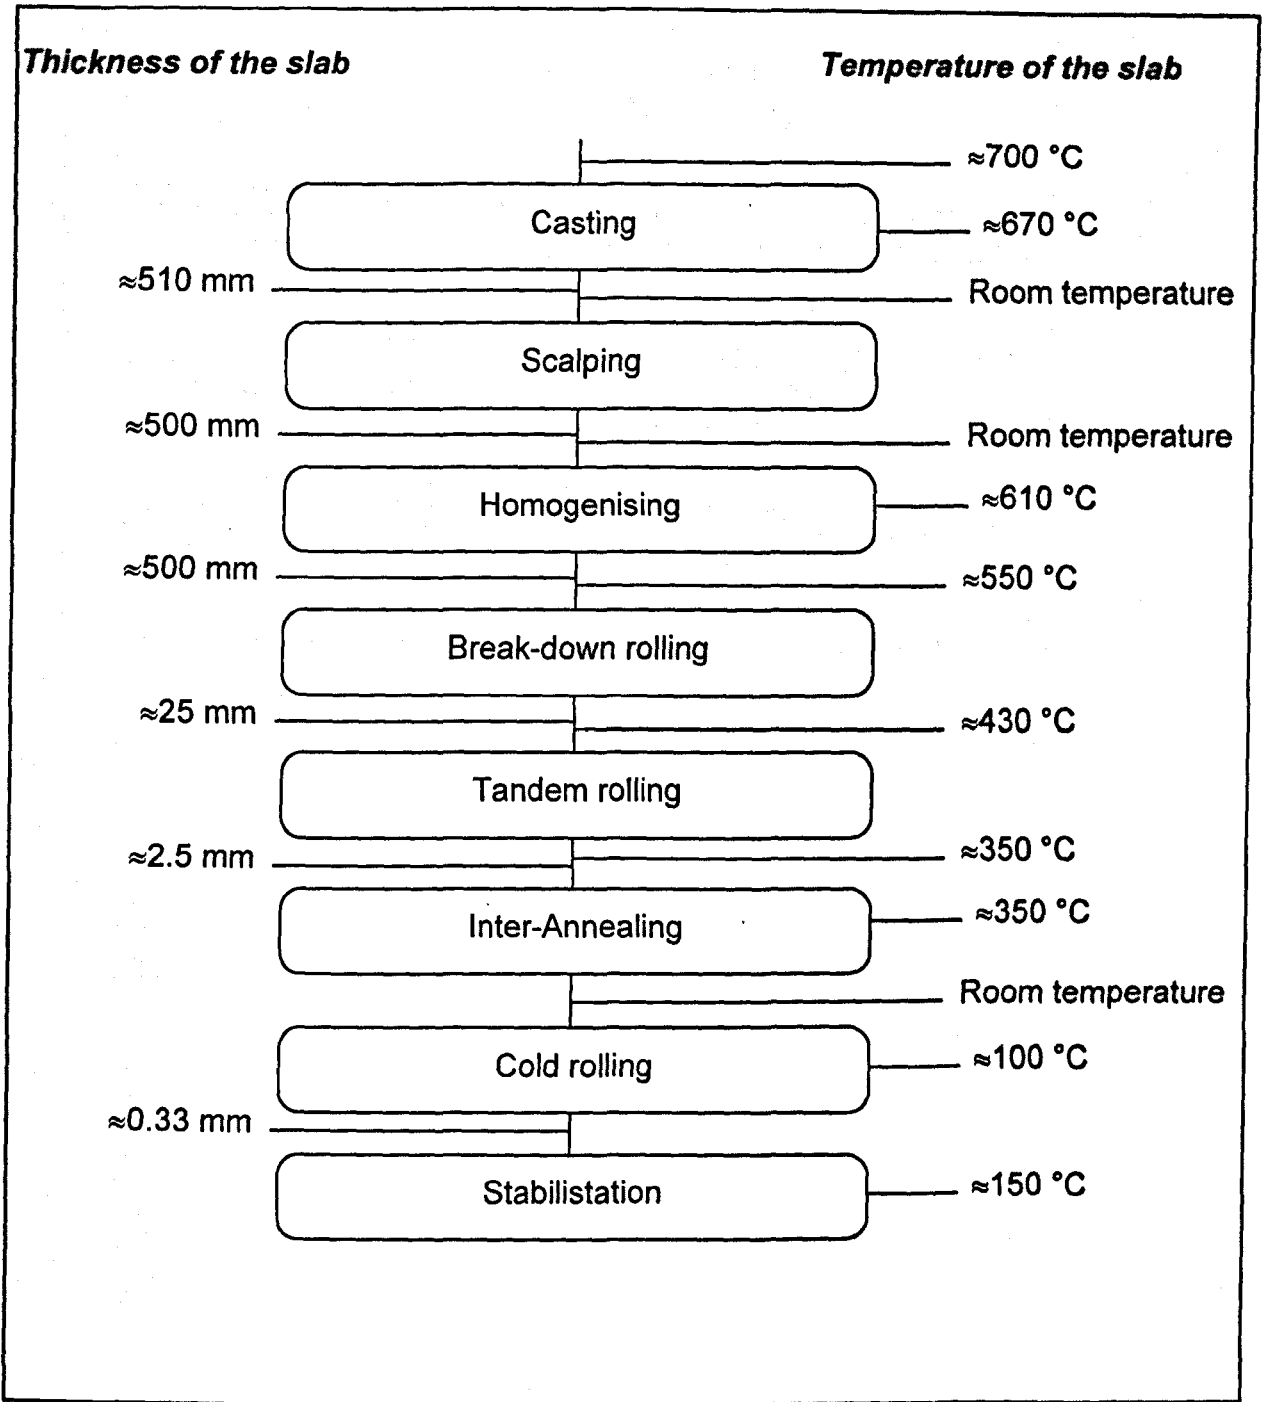 Thickness of the slab
Temperature of the slab
≈700 °C
Casting
≈670 °C
≈510 mm
Room temperature
Scalping
≈500 mm
Room temperature
Homogenising
≈610 °C
≈500 mm
≈550 °C
Break-down rolling
≈25 mm
≈430 °C
Tandem rolling
≈2.5 mm
≈350 °C
Inter-Annealing
≈350 °C
Room temperature
Cold rolling
≈100 °C
≈0.33 mm
Stabilistation
≈150 °C